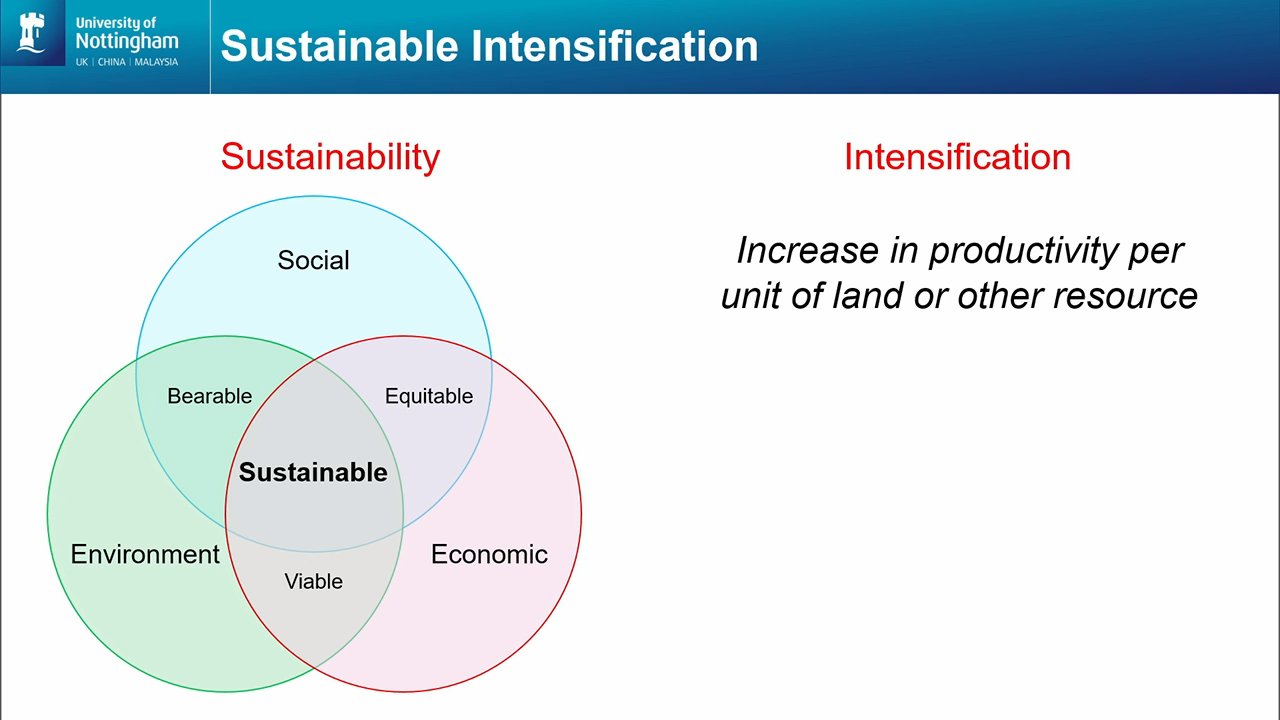 University of
Nottingham
UK | CHINA | MALAYSIA
Sustainable Intensification
Sustainability
Social
Bearable
Equitable
Sustainable
Environment
Economic
Viable
Intensification
Increase in productivity per
unit of land or other resource